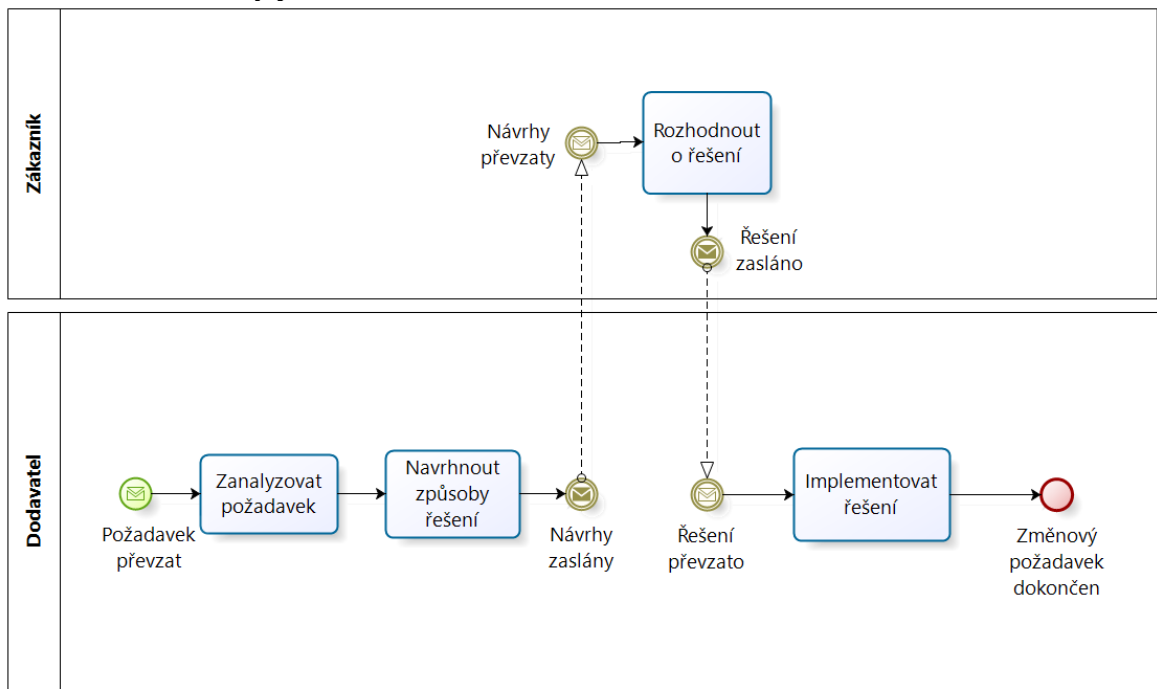 Zákazník
Návrhy
převzaty
Rozhodnout
o řešení
Řešení
zasláno
Dodavatel
Požadavek
převzat
Zanalyzovat
požadavek
Navrhnout
způsoby
řešení
Návrhy
zaslány
Řešení
převzato
Implementovat
řešení
Změnový
požadavek
dokončen